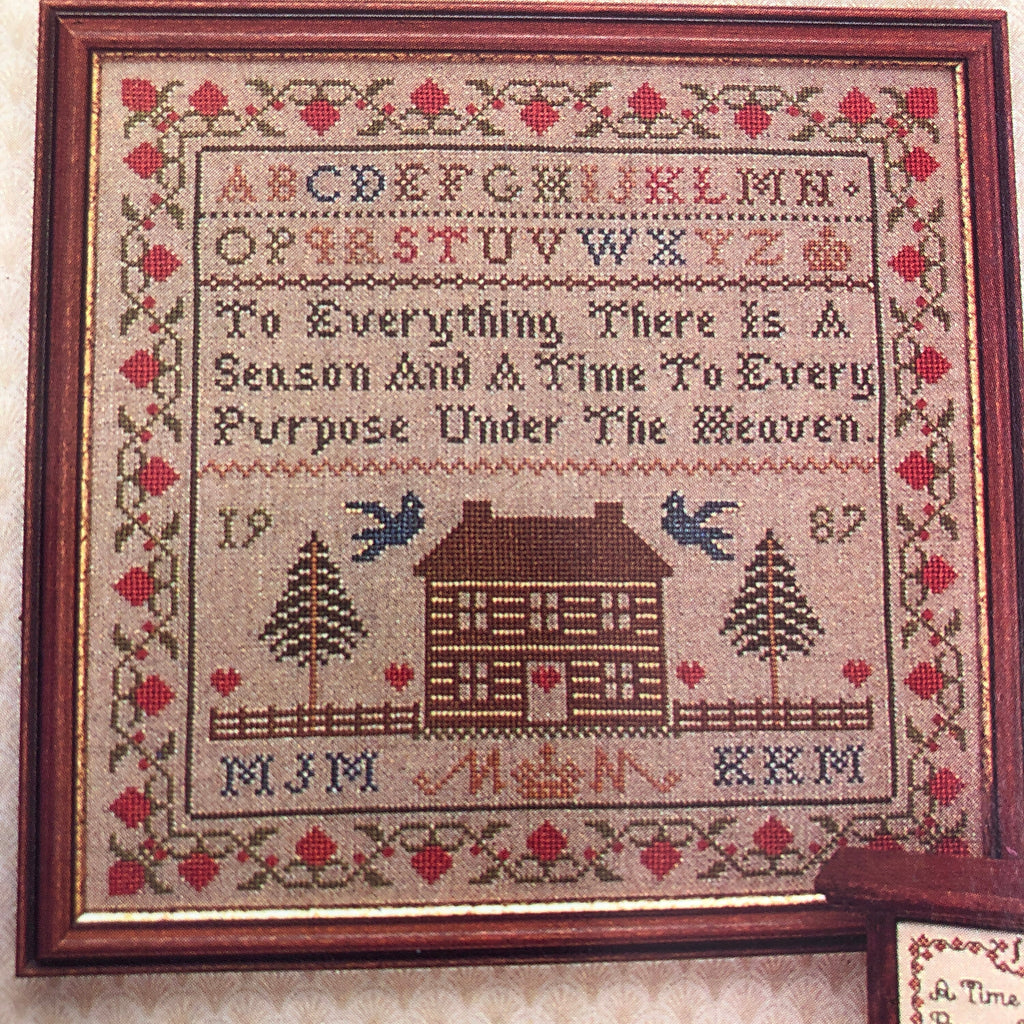 ABCDEFGHIJKLMN
OPQRSTUVWXYZ
To Everything There Is A
Season And A Time To Every
Purpose Under The Heaven.
19 87
MJM M M KKM
A Time